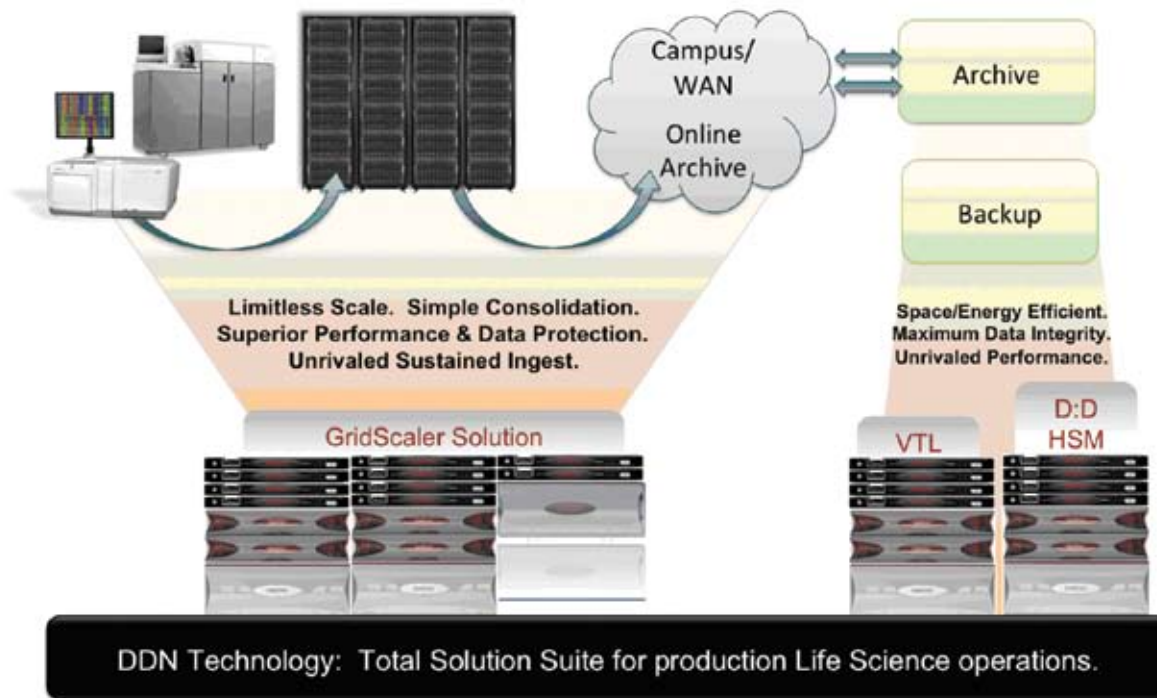 Campus/
WAN
Online
Archive
Archive
Backup
Limitless Scale.  Simple Consolidation.
Superior Performance & Data Protection.
Unrivaled Sustained Ingest.
Space/Energy Efficient.
Maximum Data Integrity.
Unrivaled Performance.
GridScaler Solution
VTL
D:D
HSM
DDN Technology:  Total Solution Suite for production Life Science operations.